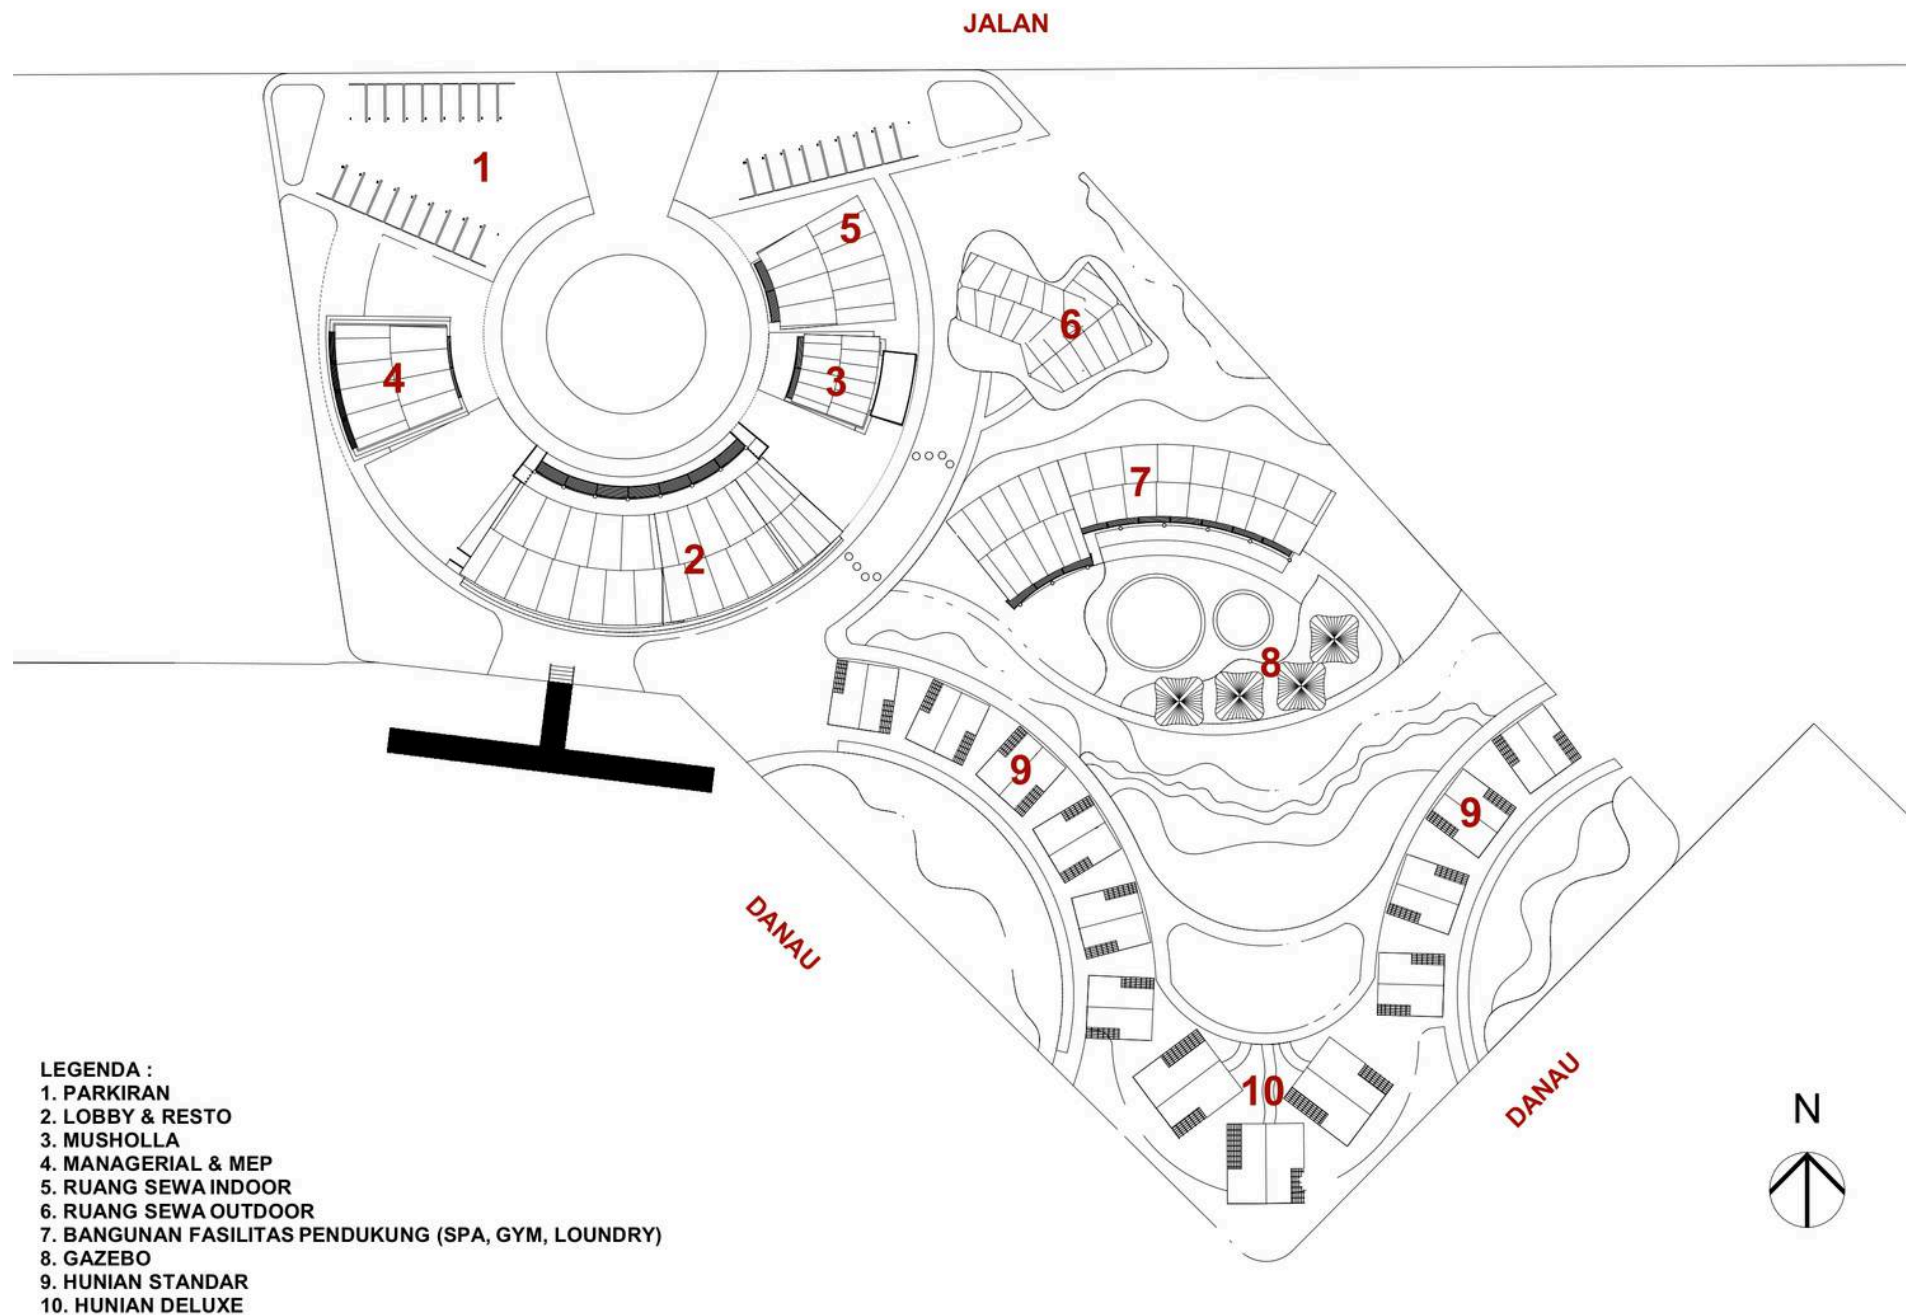 JALAN
1
5
6
4
3
7
2
8
9
9
DANAU
10
DANAU
N
LEGENDA :
1. PARKIRAN
2. LOBBY & RESTO
3. MUSHOLLA
4. MANAGERIAL & MEP
5. RUANG SEWA INDOOR
6. RUANG SEWA OUTDOOR
7. BANGUNAN FASILITAS PENDUKUNG (SPA, GYM, LOUNDRY)
8. GAZEBO
9. HUNIAN STANDAR
10. HUNIAN DELUXE